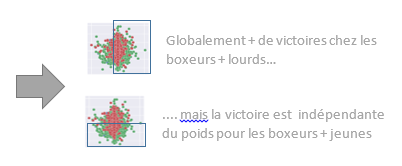 Globalement + de victoires chez les
boxeurs + lourds...
.... mais la victoire est indépendante
du poids pour les boxeurs + jeunes